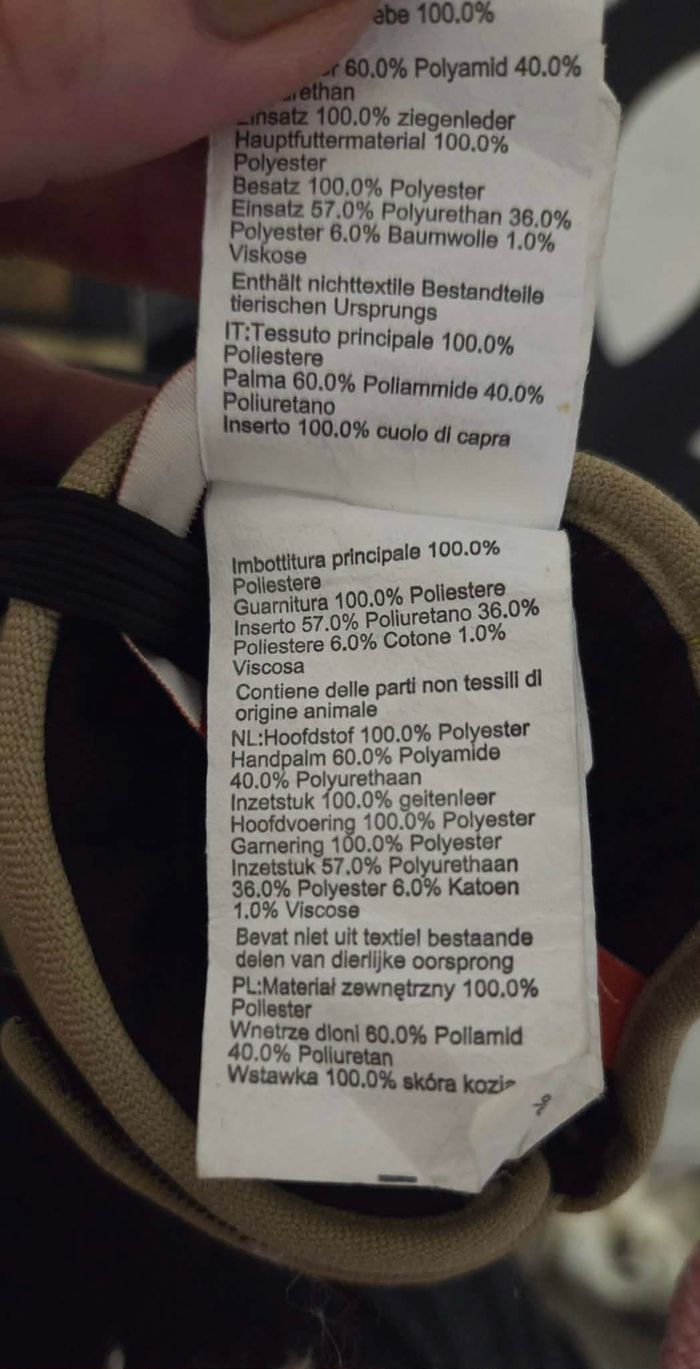 100.0%
60.0% Polyamid 40.0%
Einsatz 100.0% ziegenleder
Hauptfuttermaterial 100.0%
Polyester
Besatz 100.0% Polyester
Einsatz 57.0% Polyurethan 36.0%
Polyester 6.0% Baumwolle 1.0%
Viskose
Enthält nichttextile Bestandteile
tierischen Ursprungs
IT:Tessuto principale 100.0%
Poliestere
Palma 60.0% Poliammide 40.0%
Poliuretano
Inserto 100.0% cuoio di capra
Imbottitura principale 100.0%
Poliestere
Guarnitura 100.0% Poliestere
Inserto 57.0% Poliuretano 36.0%
Poliestere 6.0% Cotone 1.0%
Viscosa
Contiene delle parti non tessili di
origine animale
NL:Hoofdstof 100.0% Polyester
Handpalm 60.0% Polyamide
40.0% Polyurethaan
Inzetstuk 100.0% geitenleer
Hoofdvoering 100.0% Polyester
Garnering 100.0% Polyester
Inzetstuk 57.0% Polyurethaan
36.0% Polyester 6.0% Katoen
1.0% Viscose
Bevat niet uit textiel bestaande
delen van dierlijke oorsprong
PL:Materiał zewnętrzny 100.0%
Poliester
Wnetrze dłoni 60.0% Poliamid
40.0% Poliuretan
Wstawka 100.0% skóra kozia